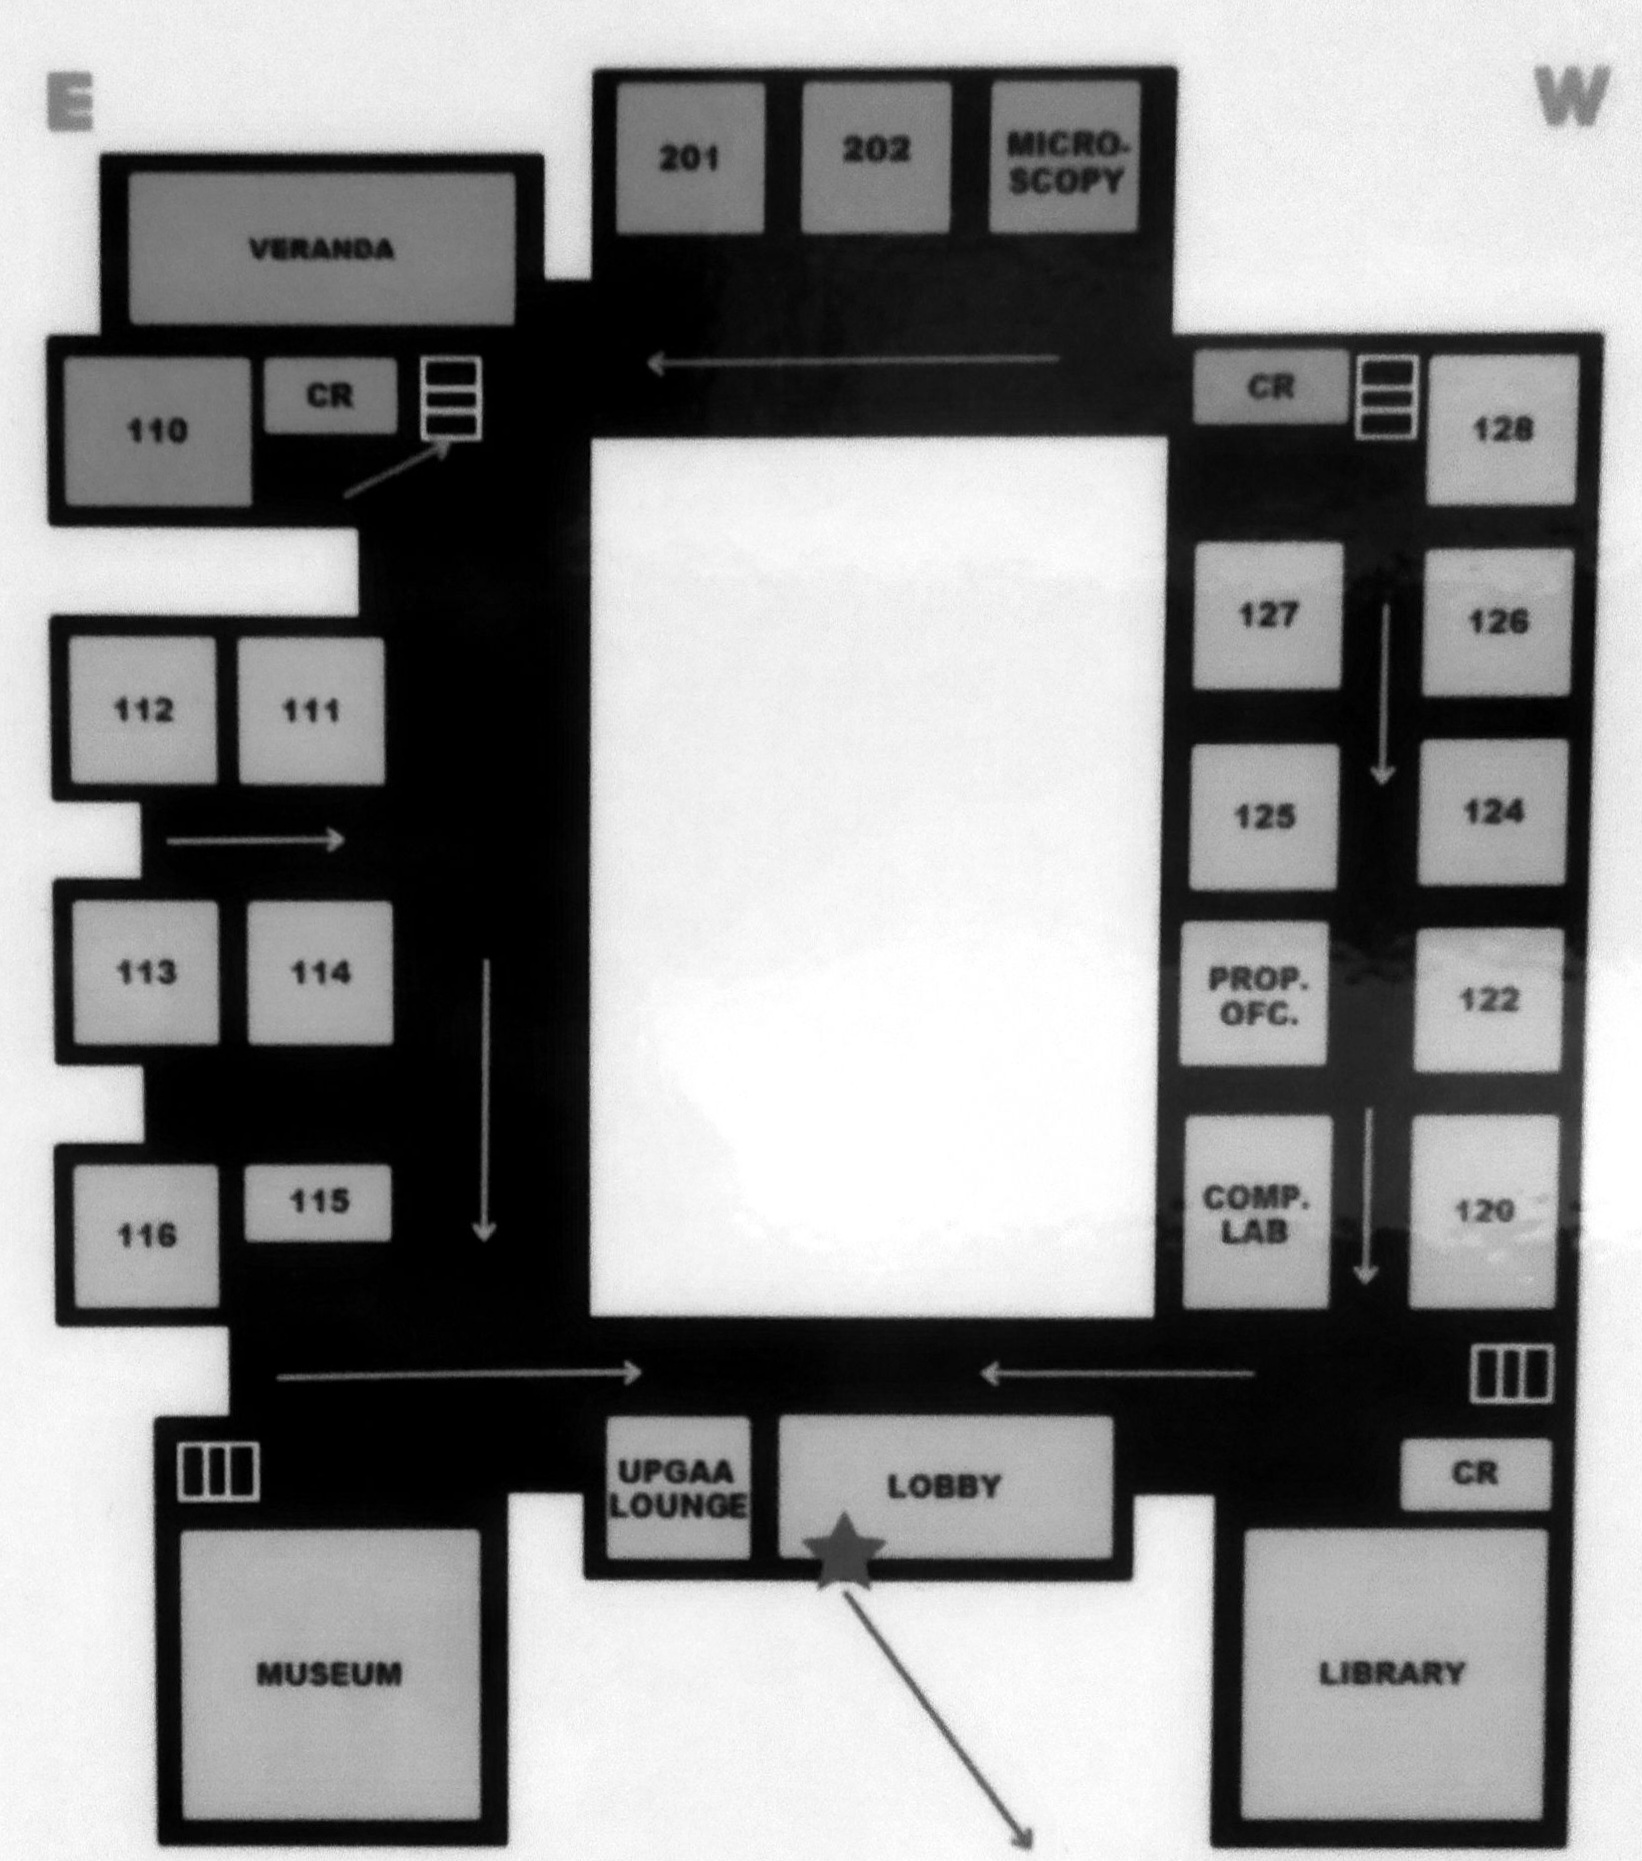 E
W
201
202
MICRO-
SCOPY
VERANDA
110
CR
CR
128
127
126
112
111
125
124
113
114
PROP.
OFC.
122
116
115
COMP.
LAB
120
UPGAA
LOUNGE
LOBBY
CR
MUSEUM
LIBRARY